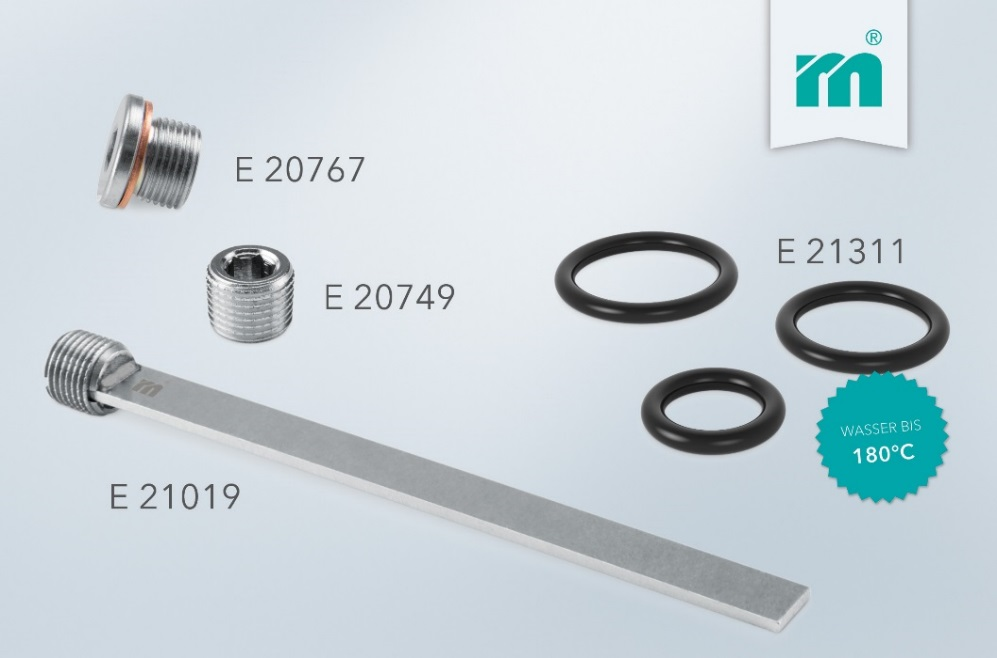 m®
E 20767
E 21311
E 20749
m
WASSER BIS
180°C
E 21019